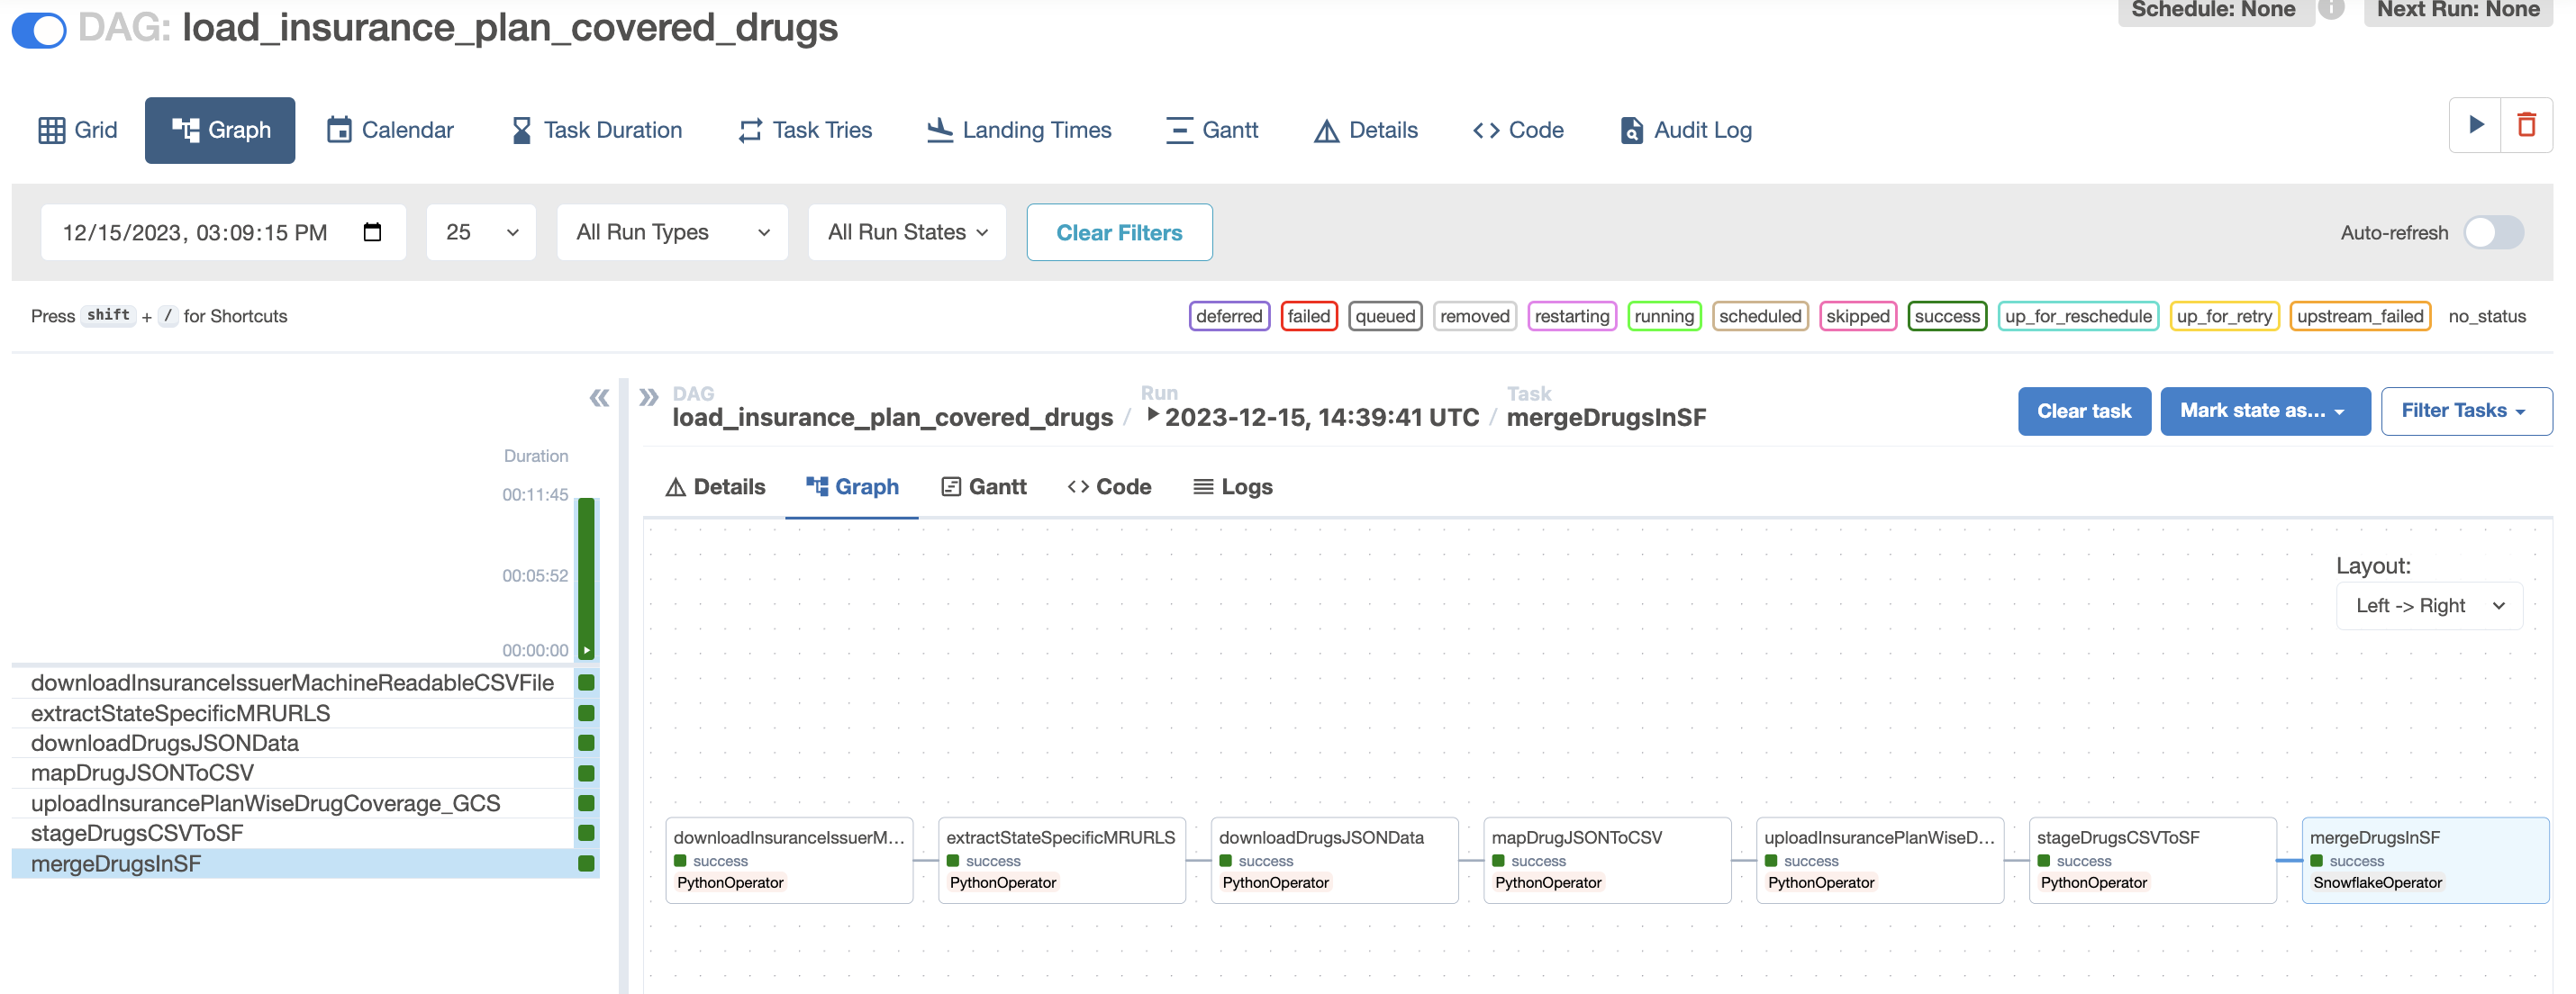 DAG: load_insurance_plan_covered_drugs
Schedule: None
Next Run: None
Grid
Graph
Calendar
Task Duration
Task Tries
Landing Times
Gantt
Details
Code
Audit Log
12/15/2023, 03:09:15 PM
25
All Run Types
All Run States
Clear Filters
Auto-refresh
Press shift + / for Shortcuts
deferred
failed
queued
removed
restarting
running
scheduled
skipped
success
up_for_reschedule
up_for_retry
upstream_failed
no_status
Duration
00:11:45
00:05:52
00:00:00
downloadInsuranceIssuerMachineReadableCSVFile
extractStateSpecificMRURLS
downloadDrugsJSONData
mapDrugJSONToCSV
uploadInsurancePlanWiseDrugCoverage_GCS
stageDrugsCSVToSF
mergeDrugsInSF
DAG
load_insurance_plan_covered_drugs /
Run
2023-12-15, 14:39:41 UTC /
Task
mergeDrugsInSF
Clear task
Mark state as...
Filter Tasks
Details
Graph
Gantt
Code
Logs
Layout:
Left -> Right
downloadInsuranceIssuerM...
success
PythonOperator
extractStateSpecificMRURLS
success
PythonOperator
downloadDrugsJSONData
success
PythonOperator
mapDrugJSONToCSV
success
PythonOperator
uploadInsurancePlanWiseD...
success
PythonOperator
stageDrugsCSVToSF
success
PythonOperator
mergeDrugsInSF
success
SnowflakeOperator